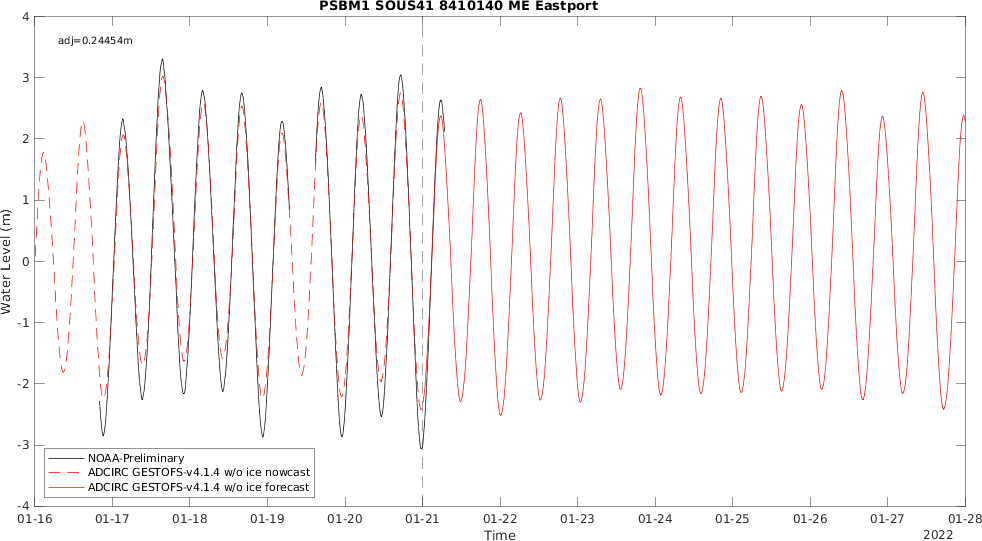 PSBM1 SOUS41 8410140 ME Eastport
adj=0.24454m
4
3
2
1
0
-1
-2
-3
-4
Water Level (m)
NOAA-Preliminary
ADCIRC GESTOFS-v4.1.4 w/o ice nowcast
ADCIRC GESTOFS-v4.1.4 w/o ice forecast
01-16 01-17 01-18 01-19 01-20 01-21 01-22 01-23 01-24 01-25 01-26 01-27 01-28
Time
2022